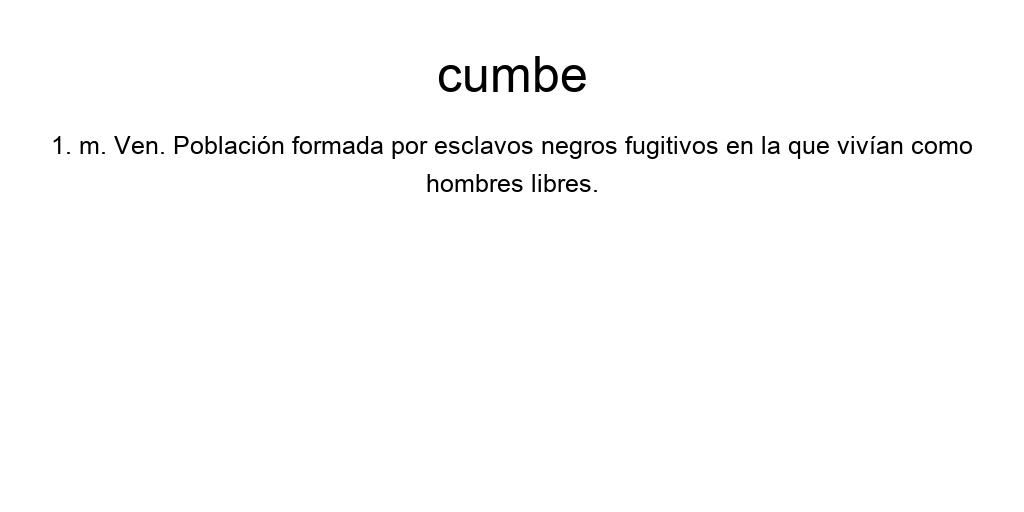 cumbe
1. m. Ven. Población formada por esclavos negros fugitivos en la que vivían como
hombres libres.